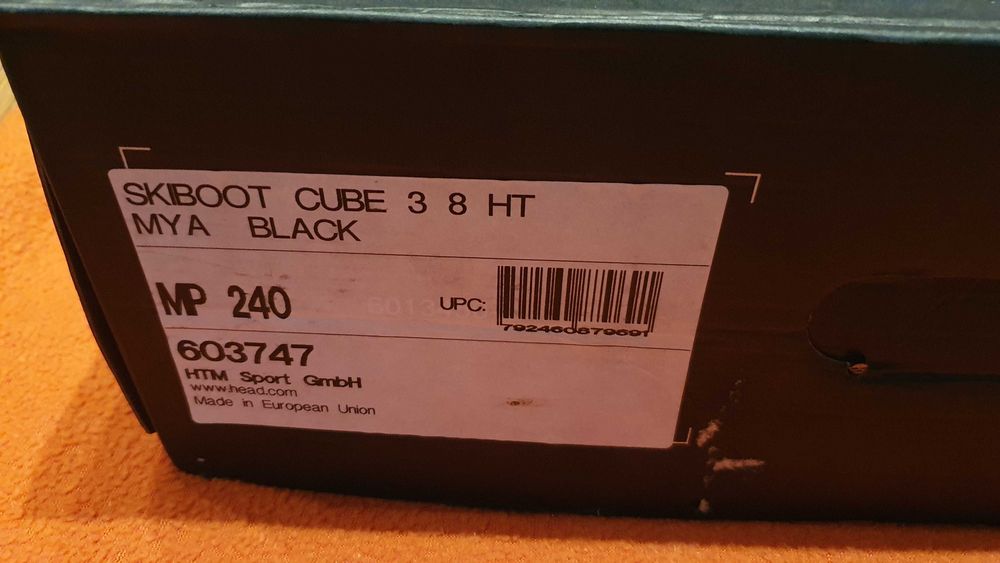 SKIBOOT CUBE 3 8 HT
MYA BLACK
MP 240
UPC:
792460879691
603747
HTM Sport GmbH
www.head.com
Made in European Union